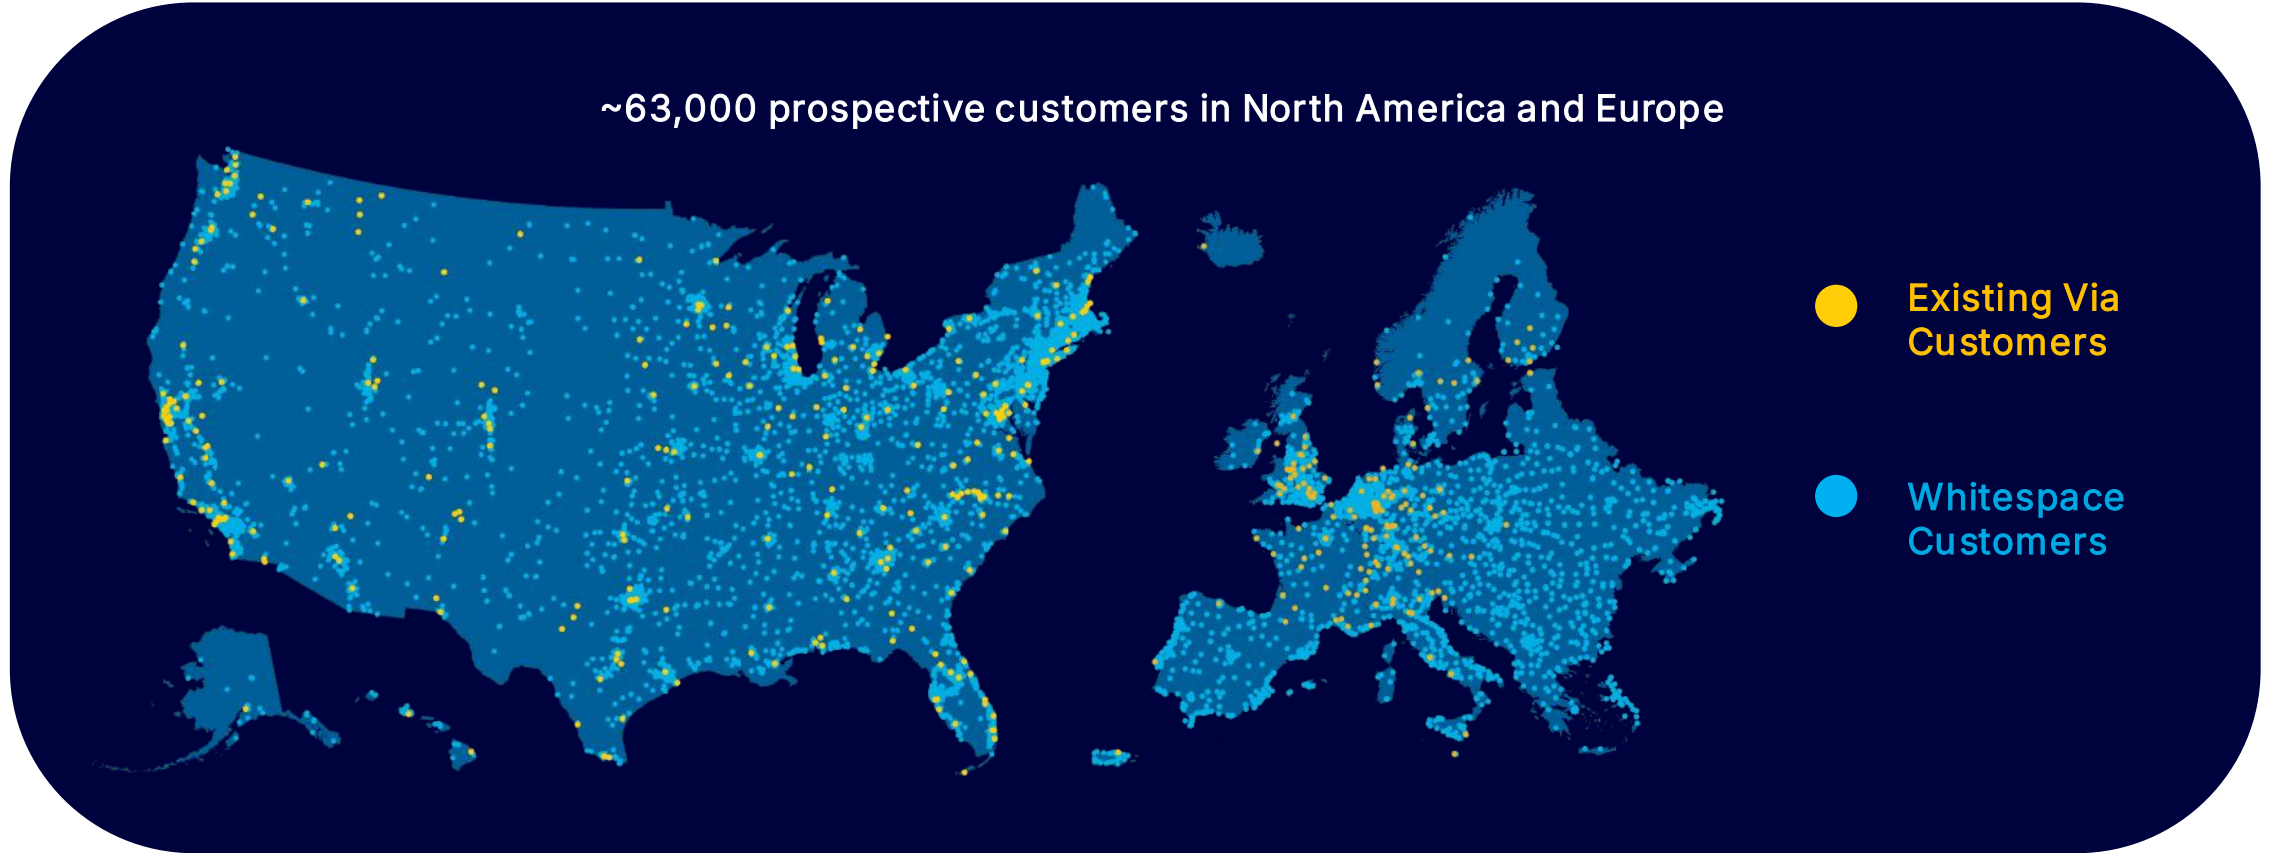 ~63,000 prospective customers in North America and Europe
Existing Via
Customers
Whitespace
Customers